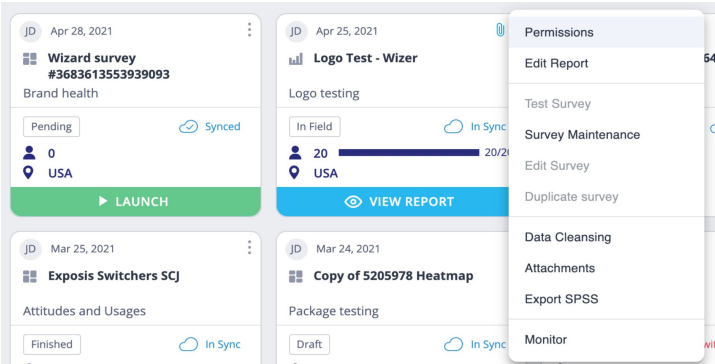 JD Apr 28, 2021
Wizard survey
#3683613553939093
Brand health
Pending Synced
0
USA
LAUNCH
JD Apr 25, 2021
Logo Test - Wizer
Logo testing
In Field In Sync
20 20/20
USA
VIEW REPORT
Permissions
Edit Report
Test Survey
Survey Maintenance
Edit Survey
Duplicate survey
Data Cleansing
Attachments
Export SPSS
Monitor
JD Mar 25, 2021
Exposis Switchers SCJ
Attitudes and Usages
Finished In Sync
JD Mar 24, 2021
Copy of 5205978 Heatmap
Package testing
Draft In Sync